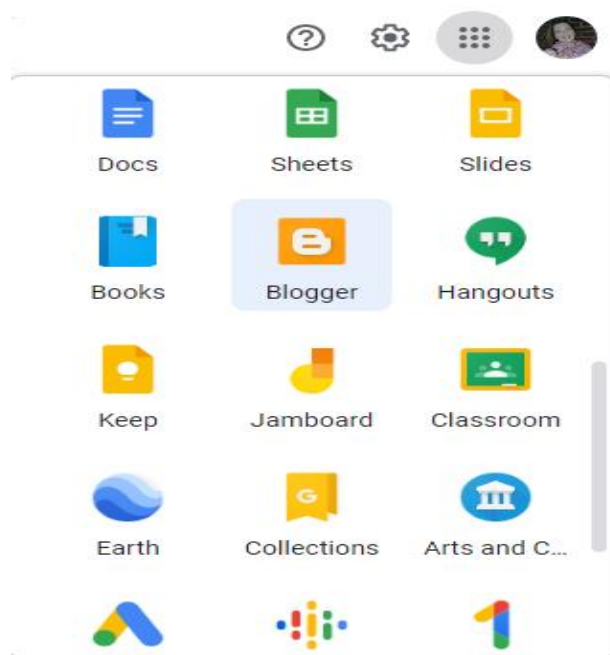 Docs Sheets Slides
Books Blogger Hangouts
Keep Jamboard Classroom
G
Earth Collections Arts and C...